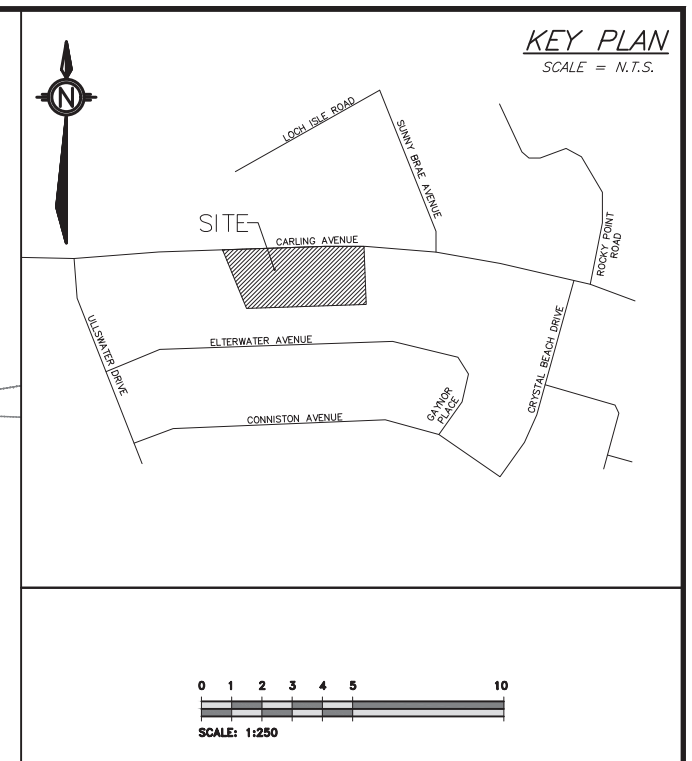 KEY PLAN
SCALE = N.T.S.
N
LOCH ISLE ROAD
SUNNY BRAE AVENUE
ROCKY POINT
ROAD
SITE
CARLING AVENUE
ULLSWATER DRIVE
ELTERWATER AVENUE
CRYSTAL BEACH DRIVE
GAYNOR
PLACE
CONNISTON AVENUE
0 1 2 3 4 5 10
SCALE: 1:250